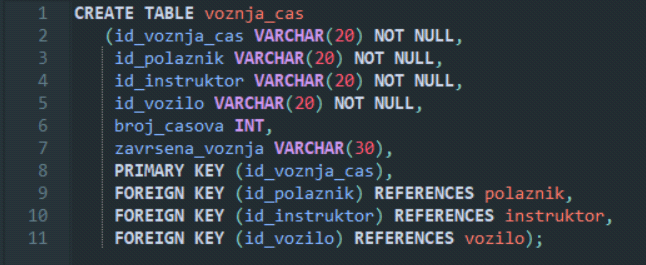 1 CREATE TABLE voznja_cas
2 (id_voznja_cas VARCHAR(20) NOT NULL,
3 id_polaznik VARCHAR(20) NOT NULL,
4 id_instruktor VARCHAR(20) NOT NULL,
5 id_vozilo VARCHAR(20) NOT NULL,
6 broj_casova INT,
7 zavrsena_voznja VARCHAR(30),
8 PRIMARY KEY (id_voznja_cas),
9 FOREIGN KEY (id_polaznik) REFERENCES polaznik,
10 FOREIGN KEY (id_instruktor) REFERENCES instruktor,
11 FOREIGN KEY (id_vozilo) REFERENCES vozilo);